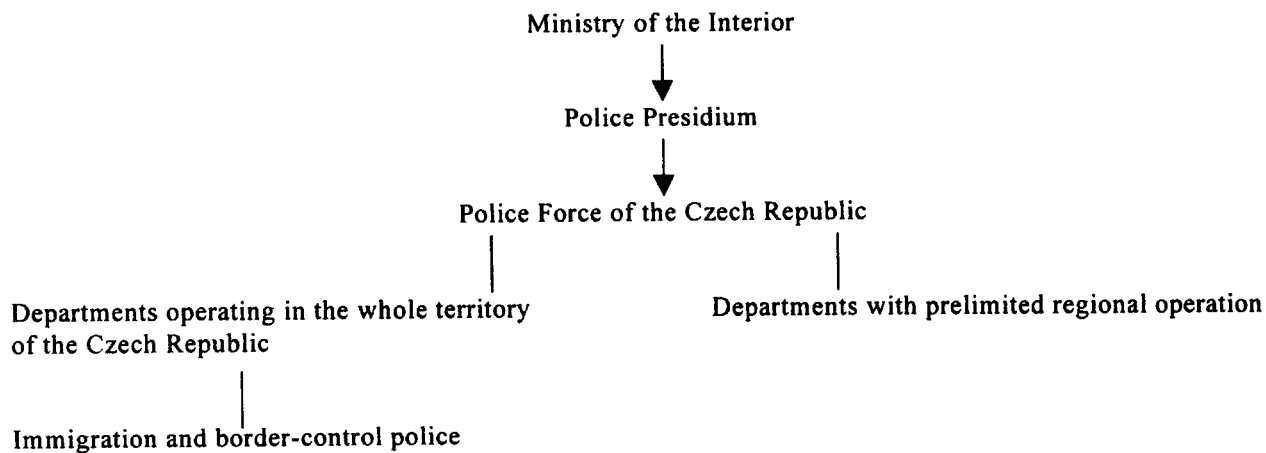 Ministry of the Interior
Police Presidium
Police Force of the Czech Republic
Departments operating in the whole territory
of the Czech Republic
Departments with prelimited regional operation
Immigration and border-control police